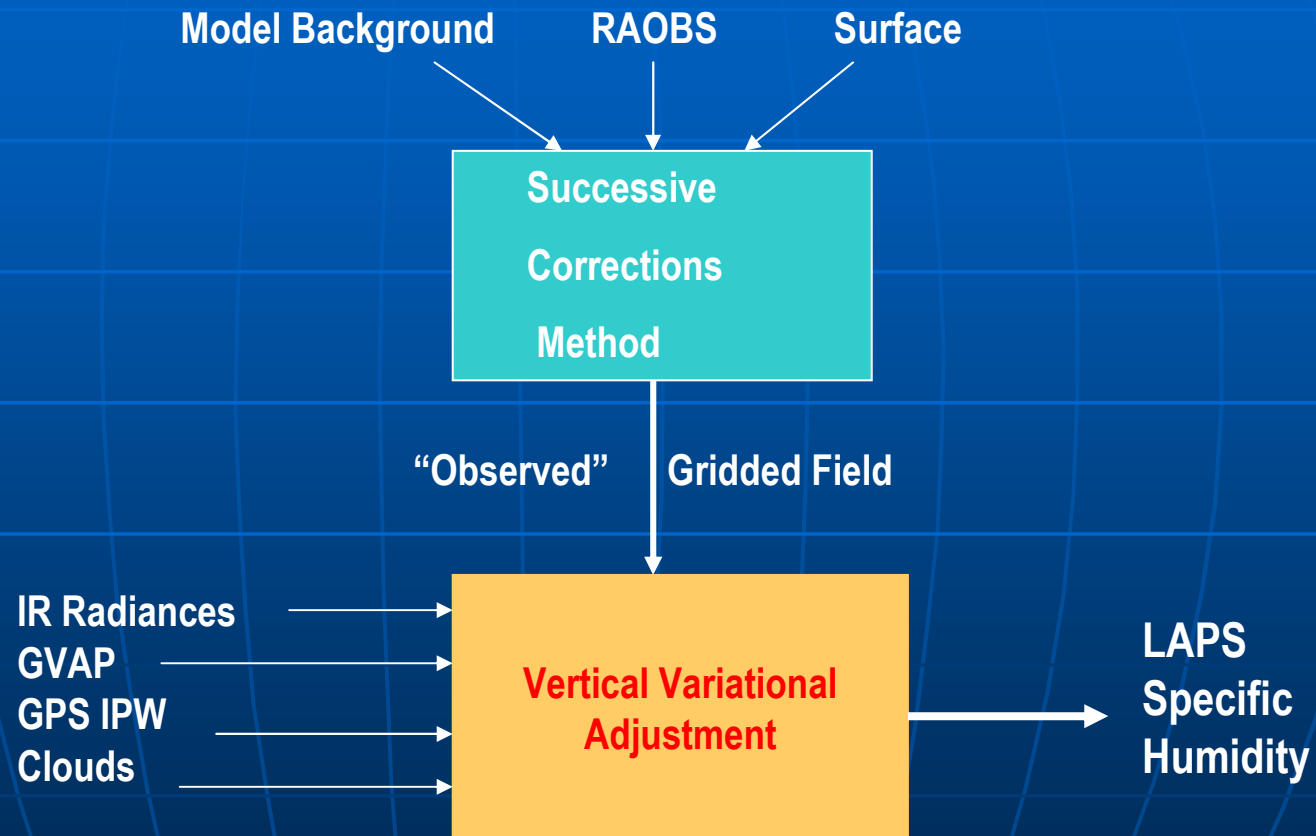 Model Background RAOBS Surface
Successive
Corrections
Method
“Observed” Gridded Field
IR Radiances
GVAP
GPS IPW
Clouds
Vertical Variational
Adjustment
LAPS
Specific
Humidity